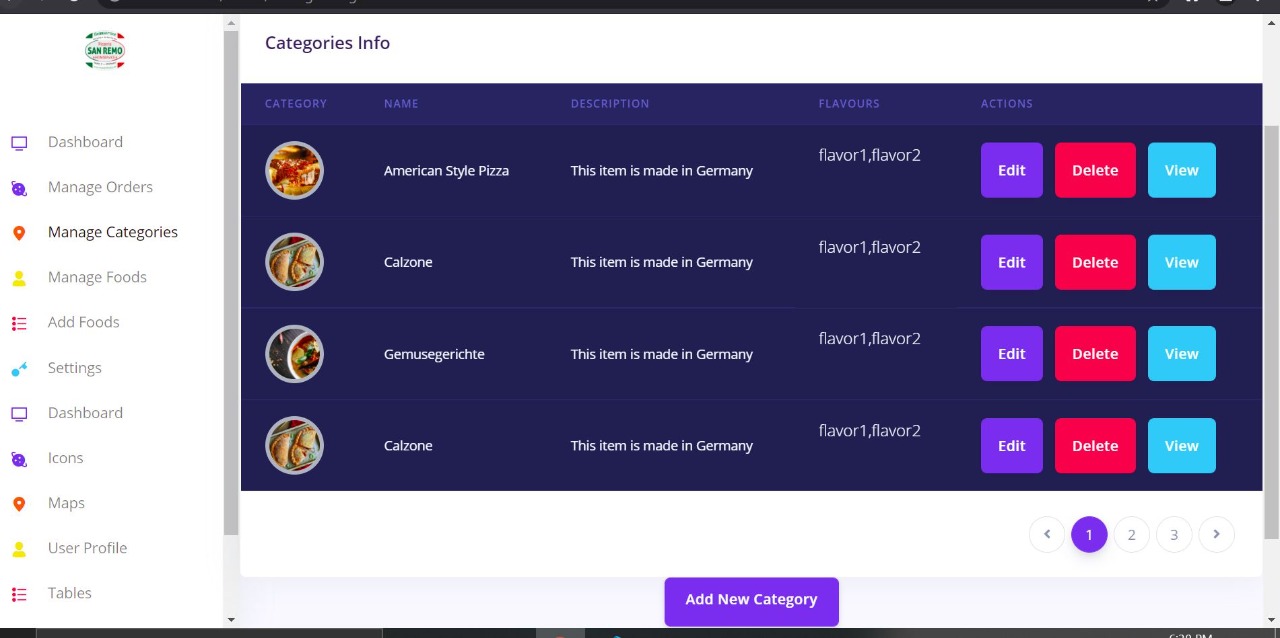 SAN REMO
Categories Info
CATEGORY NAME DESCRIPTION FLAVOURS ACTIONS
Dashboard
Manage Orders
Manage Categories
Manage Foods
Add Foods
Settings
Dashboard
Icons
Maps
User Profile
Tables
American Style Pizza This item is made in Germany flavor1,flavor2 Edit Delete View
Calzone This item is made in Germany flavor1,flavor2 Edit Delete View
Gemusegerichte This item is made in Germany flavor1,flavor2 Edit Delete View
Calzone This item is made in Germany flavor1,flavor2 Edit Delete View
1 2 3
Add New Category